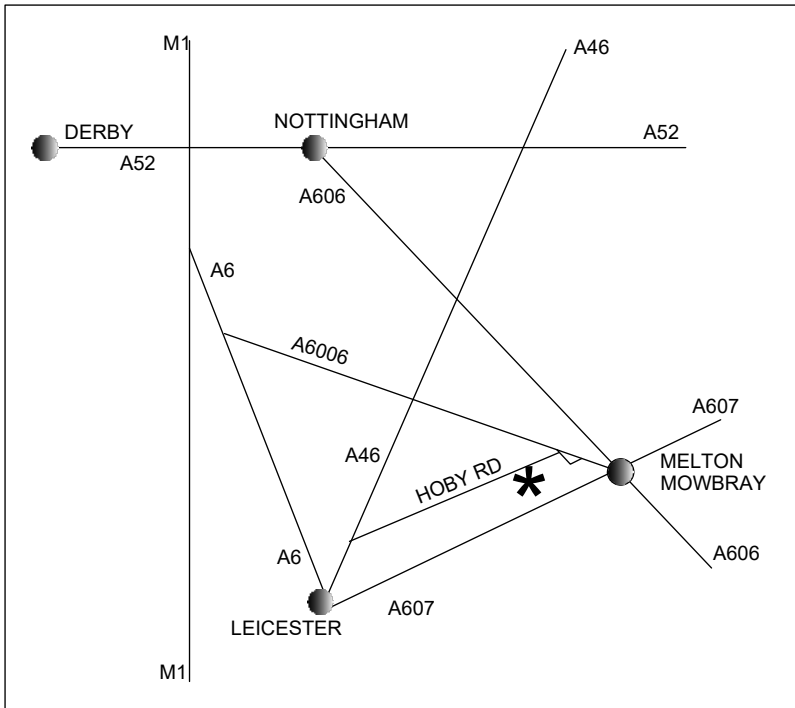 M1
A46
DERBY
NOTTINGHAM
A52
A52
A606
A6
A6006
A607
A46
HOBY RD
*
MELTON
MOWBRAY
A6
A606
A607
LEICESTER
M1